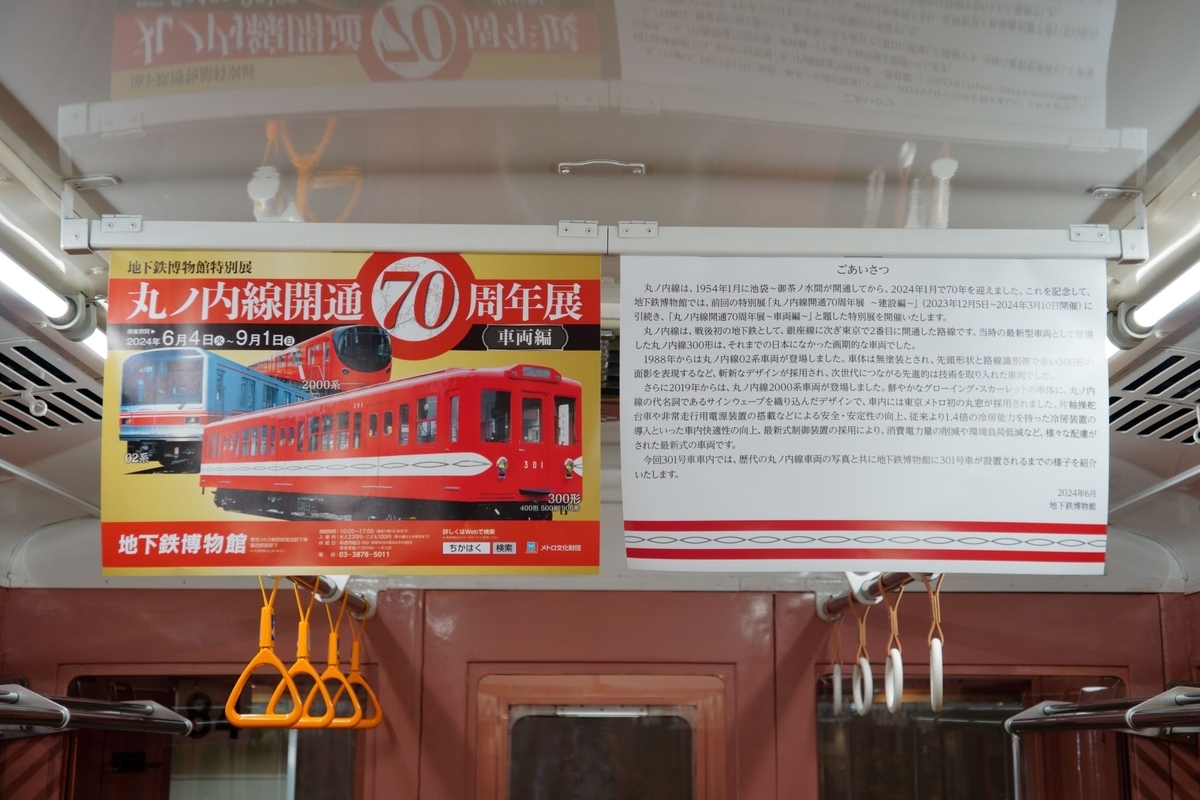 地下鉄博物館特別展
丸ノ内線開通70周年展
開催期間▶
2024年6月4日火～9月1日日
車両編
2000系
02系
301
301
300形
400形 500形 900形
地下鉄博物館
東京メトロ東西線葛西駅下車
葛西駅高架下
10:00～17:00
03-3878-5011
詳しくはWebで検索
ちかはく 検索
メトロ文化財団
ごあいさつ
丸ノ内線は、1954年1月に池袋～御茶ノ水間が開通してから、2024年1月で70年を迎えました。これを記念して、
地下鉄博物館では、前回の特別展「丸ノ内線開通70周年展 ～建設編～」（2023年12月5日～2024年3月10日開催）に
引続き、「丸ノ内線開通70周年展～車両編～」と題した特別展を開催いたします。
丸ノ内線は、戦後初の地下鉄として、銀座線に次ぎ東京で2番目に開通した路線です。当時の最新型車両として登場
した丸ノ内線300形は、それまでの日本になかった画期的な車両でした。
1988年からは丸ノ内線02系車両が登場しました。車体は無塗装とされ、先頭形状と路線識別帯で赤い300形の
面影を表現するなど、斬新なデザインが採用され、次世代につながる先進的は技術を取り入れた車両でした。
さらに2019年からは、丸ノ内線2000系車両が登場しました。鮮やかなグローイング・スカーレットの車体に、丸ノ内
線の代名詞であるサインウェーブを織り込んだデザインで、車内には東京メトロ初の丸窓が採用されました。片軸操舵
台車や非常走行用電源装置の搭載などによる安全・安定性の向上、従来より1.4倍の冷房能力を持った冷房装置の
導入といった車内快適性の向上、最新式制御装置の採用により、消費電力量の削減や環境負荷低減など、様々な配慮が
された最新式の車両です。
今回301号車車内では、歴代の丸ノ内線車両の写真と共に地下鉄博物館に301号車が設置されるまでの様子を紹介
いたします。
2024年6月
地下鉄博物館
84